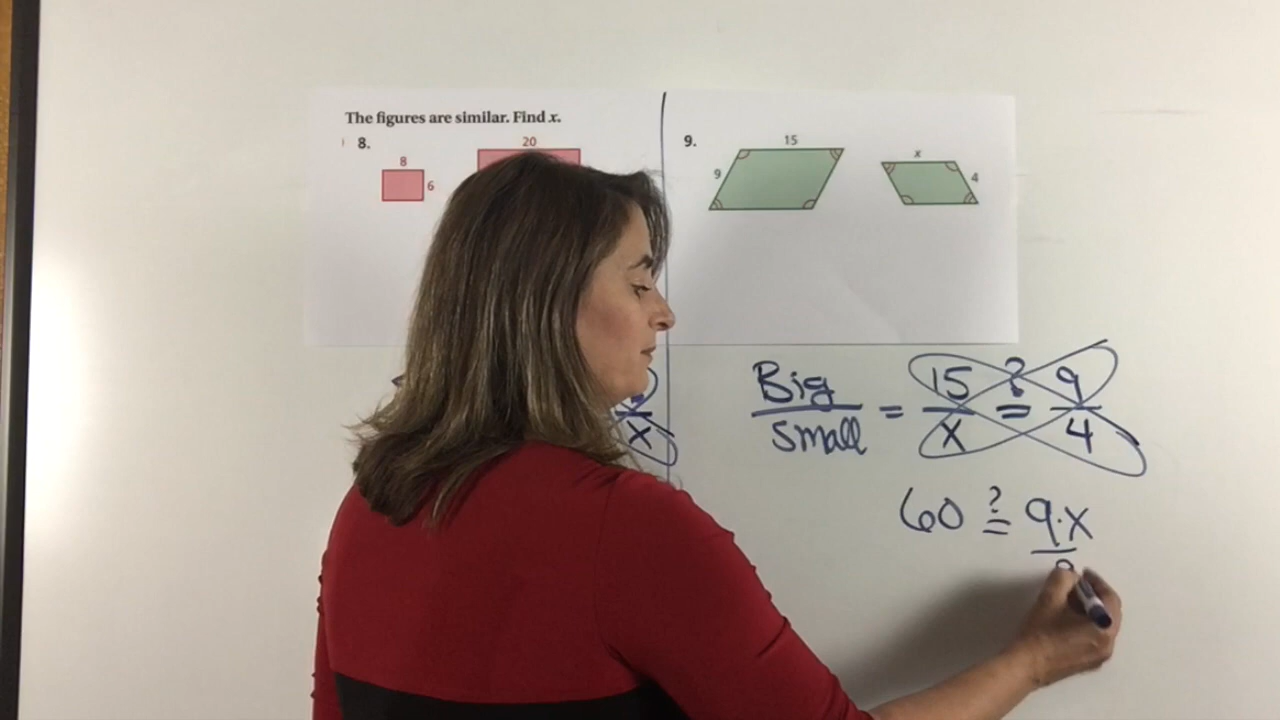 The figures are similar. Find x.
8.
20
8
6
9.
15
9
x
4
x
Big/small = 15/x ?= 9/4
60 ?= 9·x